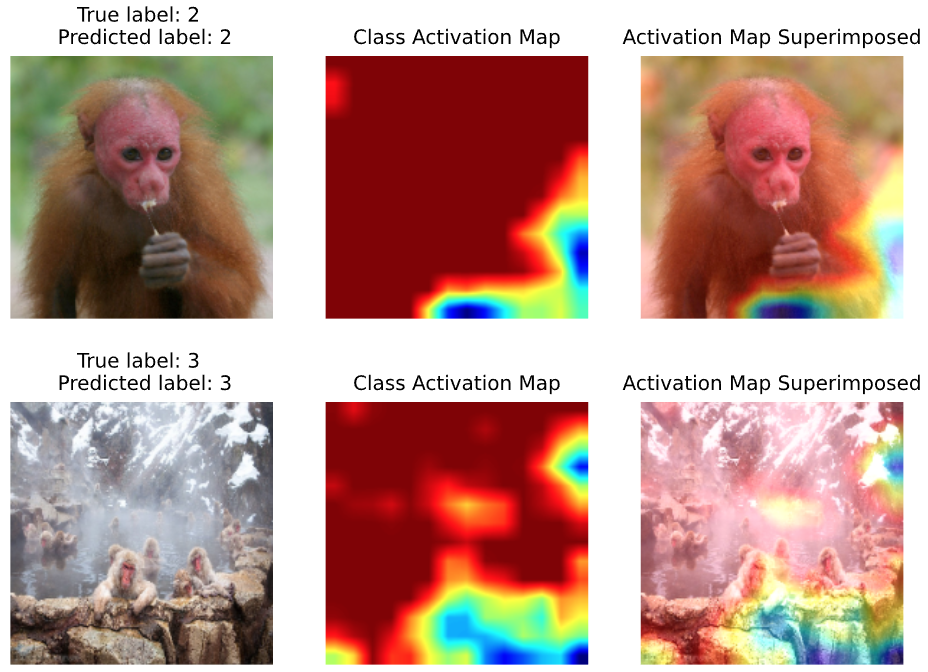 True label: 2
Predicted label: 2
Class Activation Map
Activation Map Superimposed
True label: 3
Predicted label: 3
Class Activation Map
Activation Map Superimposed